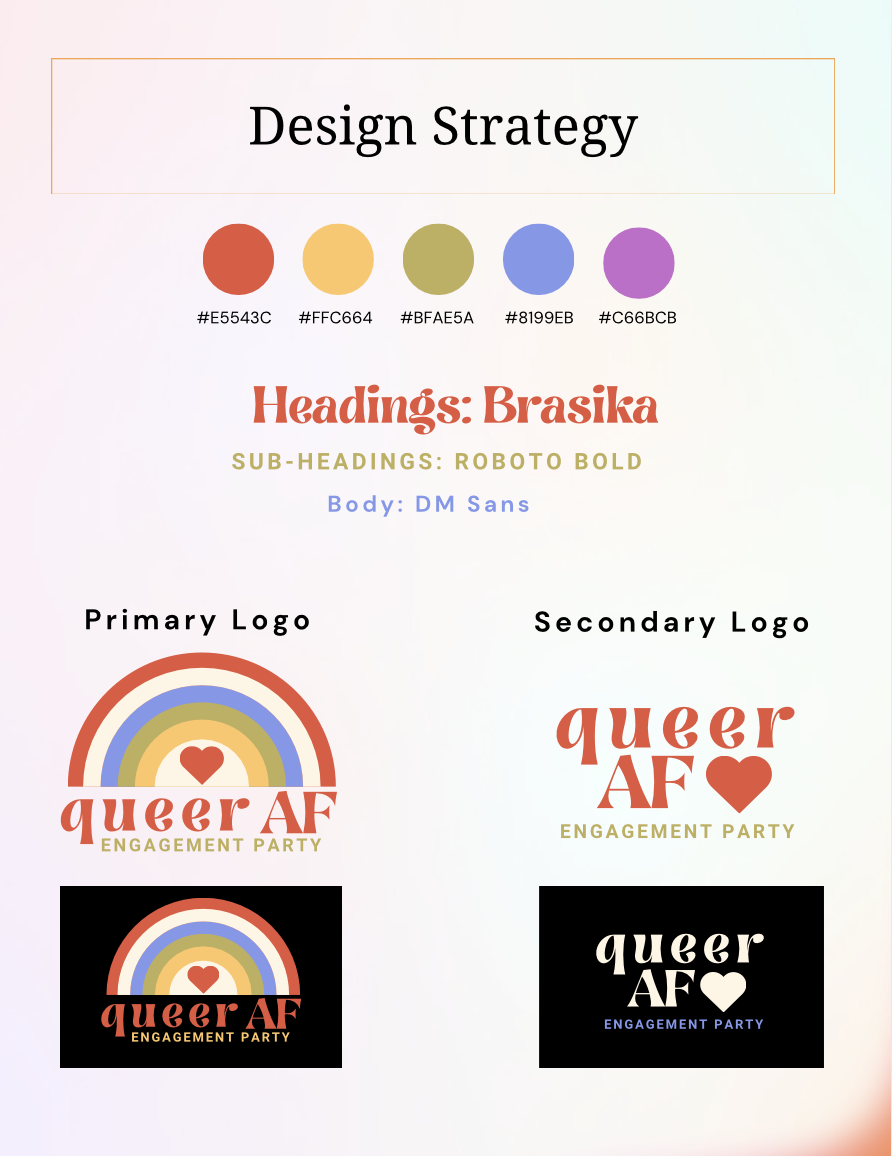 Design Strategy
#E5543C #FFC664 #BFAE5A #8199EB #C66BCB
Headings: Brasika
SUB-HEADINGS: ROBOTO BOLD
Body: DM Sans
Primary Logo
queer AF
ENGAGEMENT PARTY
queer AF
ENGAGEMENT PARTY
Secondary Logo
queer
AF
ENGAGEMENT PARTY
queer
AF
ENGAGEMENT PARTY